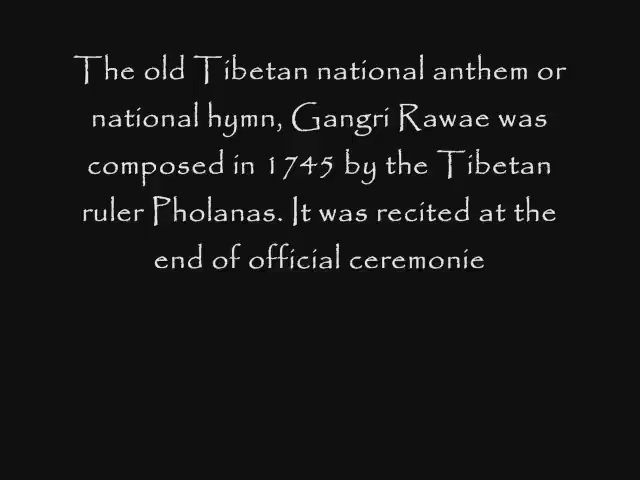 The old Tibetan national anthem or
national hymn, Gangri Rawae was
composed in 1745 by the Tibetan
ruler Pholanas. It was recited at the
end of official ceremonie